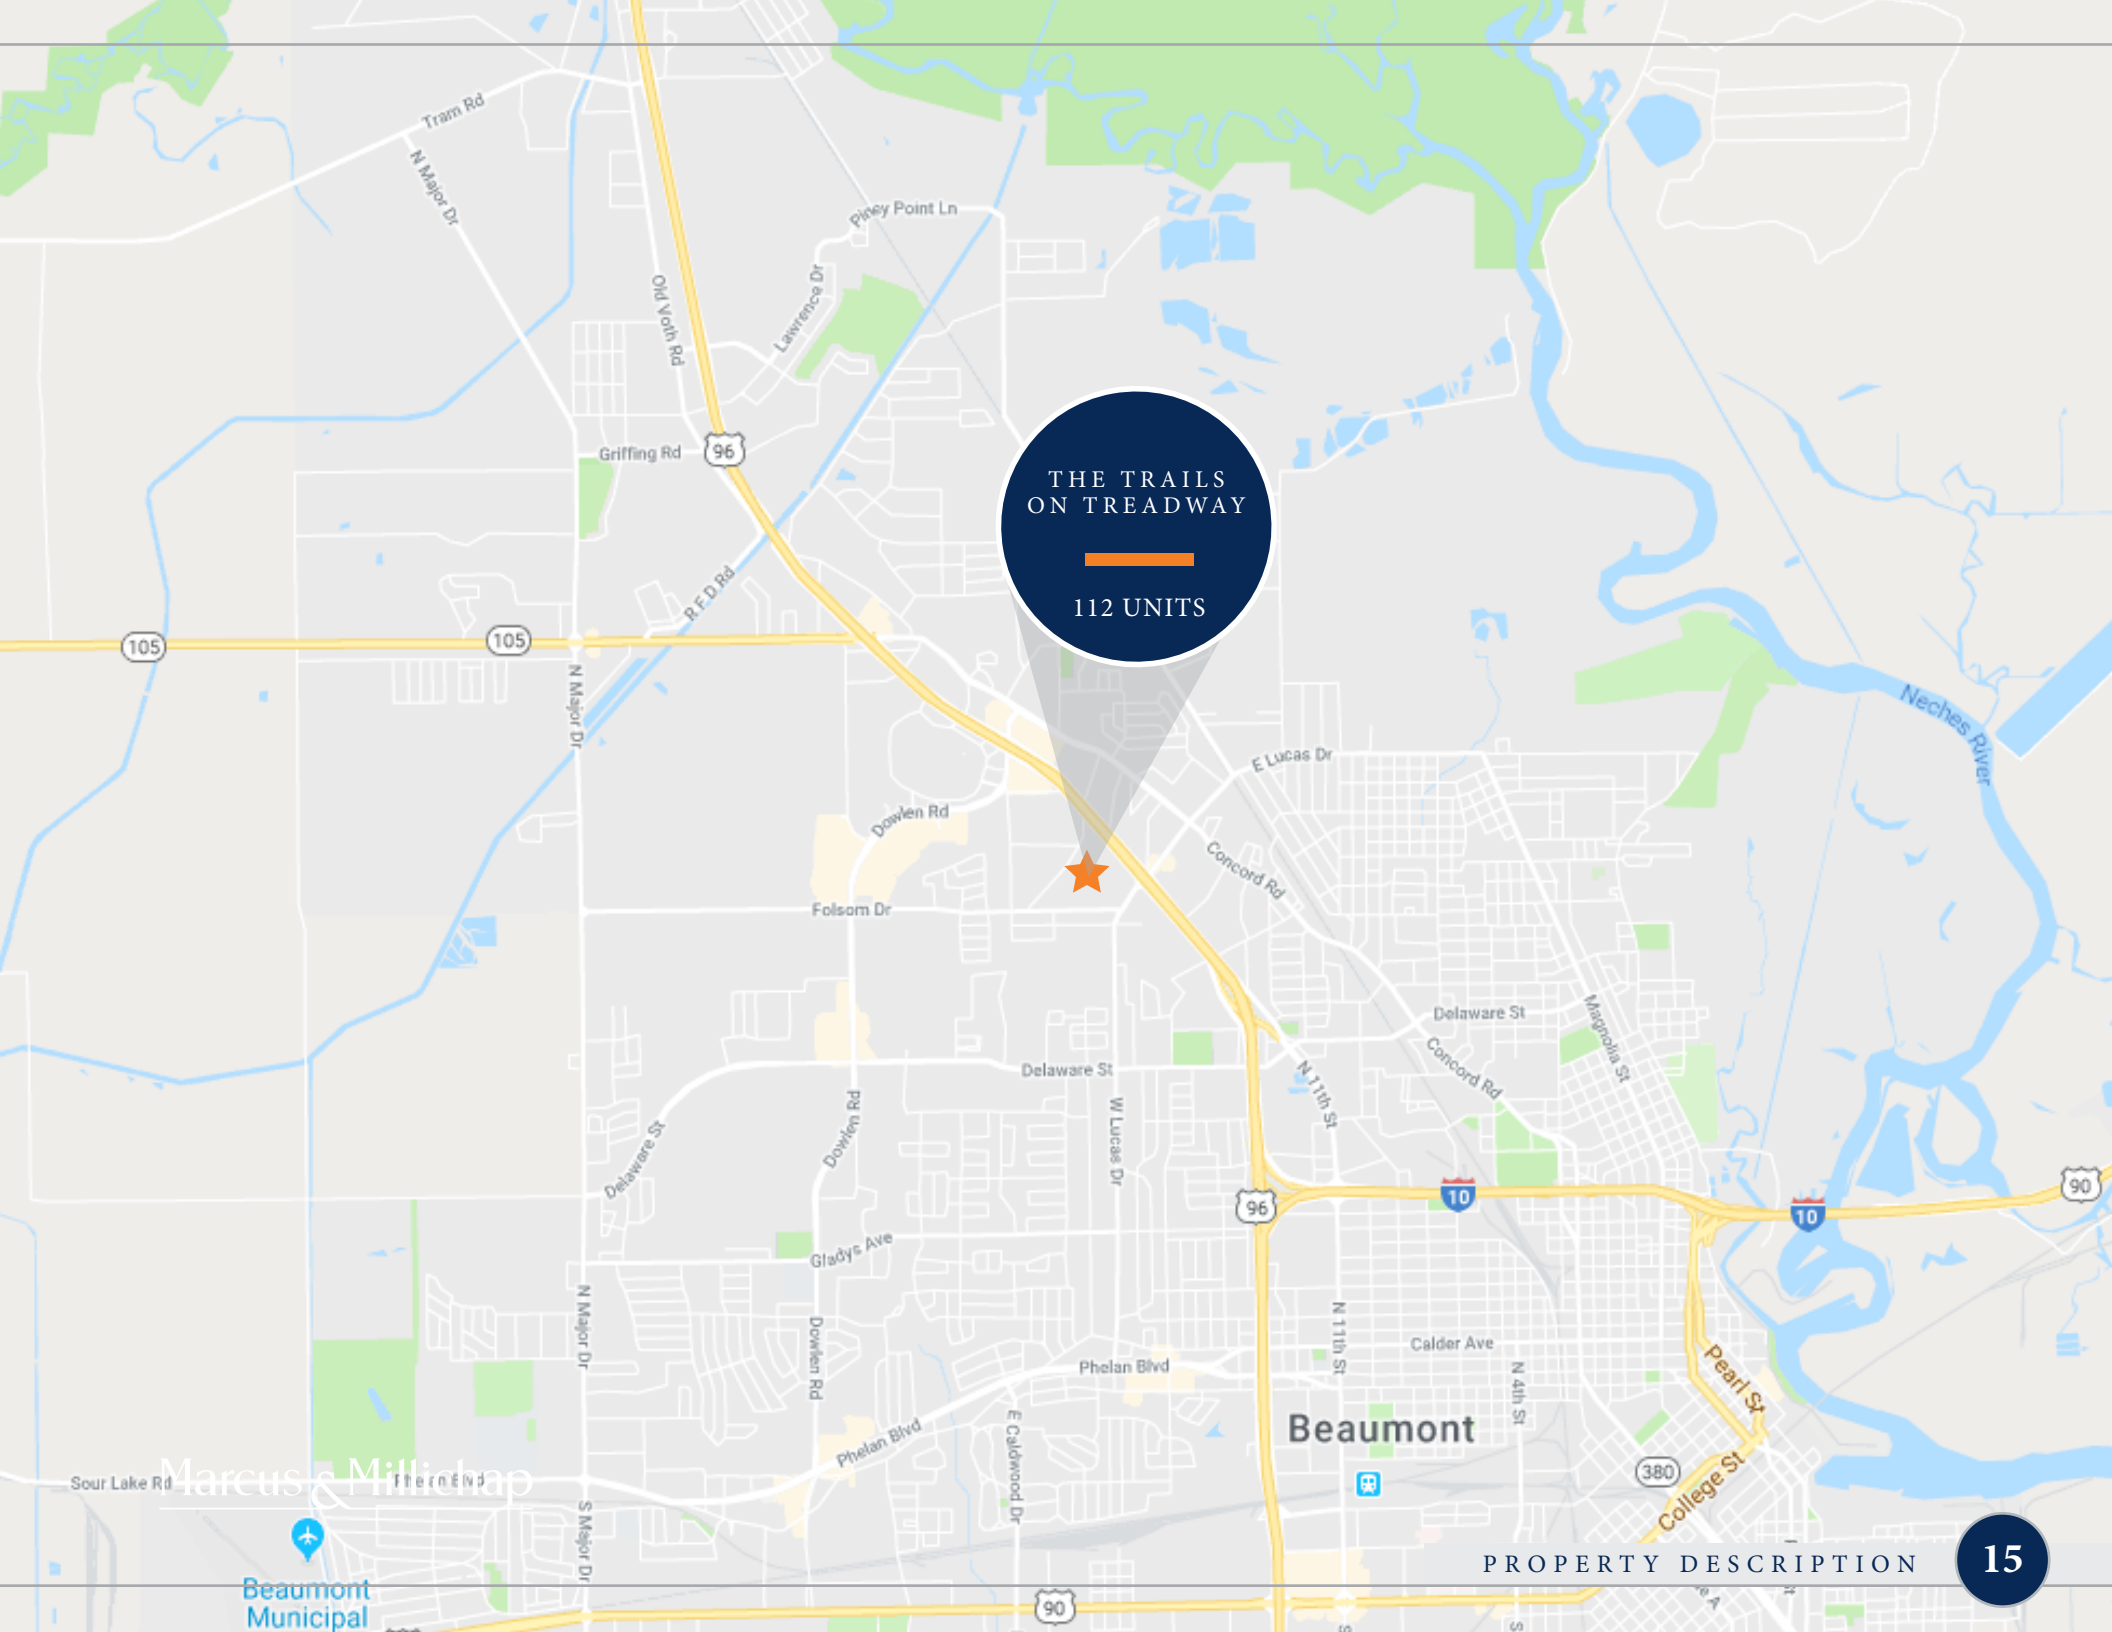 Tram Rd
N Major Dr
Piney Point Ln
Lawrence Dr
Old Voth Rd
Griffing Rd
96
THE TRAILS
ON TREADWAY
112 UNITS
R F D Rd
105
105
N Major Dr
Neches River
E Lucas Dr
Dowlen Rd
Concord Rd
Folsom Dr
Delaware St
Magnolia St
Concord Rd
Delaware St
N 11th St
Dowlen Rd
W Lucas Dr
Delaware St
96
10
10
90
Gladys Ave
N Major Dr
Dowlen Rd
N 11th St
Calder Ave
Phelan Blvd
N 4th St
Pearl St
Beaumont
E Caldwood Dr
Phelan Blvd
380
College St
Sour Lake Rd
Phelan Blvd
Marcus & Millichap
S Major Dr
Beaumont
Municipal
90
PROPERTY DESCRIPTION
15